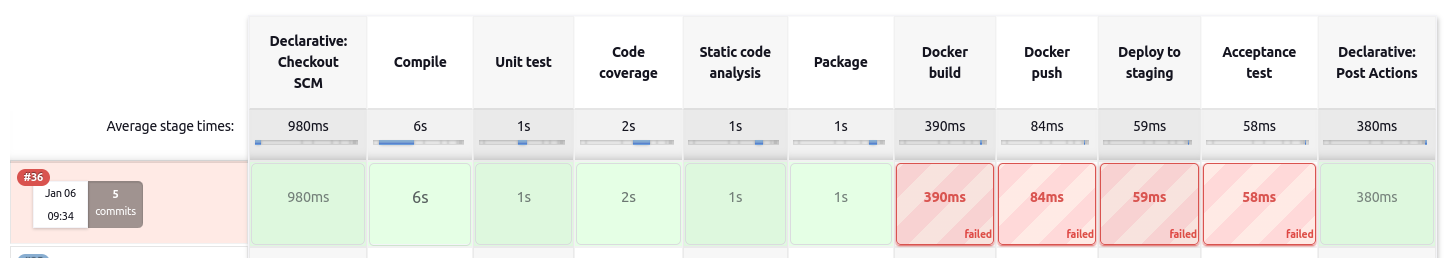 Declarative: Checkout SCM
Compile
Unit test
Code coverage
Static code analysis
Package
Docker build
Docker push
Deploy to staging
Acceptance test
Declarative: Post Actions
Average stage times:
980ms
6s
1s
2s
1s
1s
390ms
84ms
59ms
58ms
380ms
#36
Jan 06
09:34
5
commits
980ms
6s
1s
2s
1s
1s
390ms
failed
84ms
failed
59ms
failed
58ms
failed
380ms